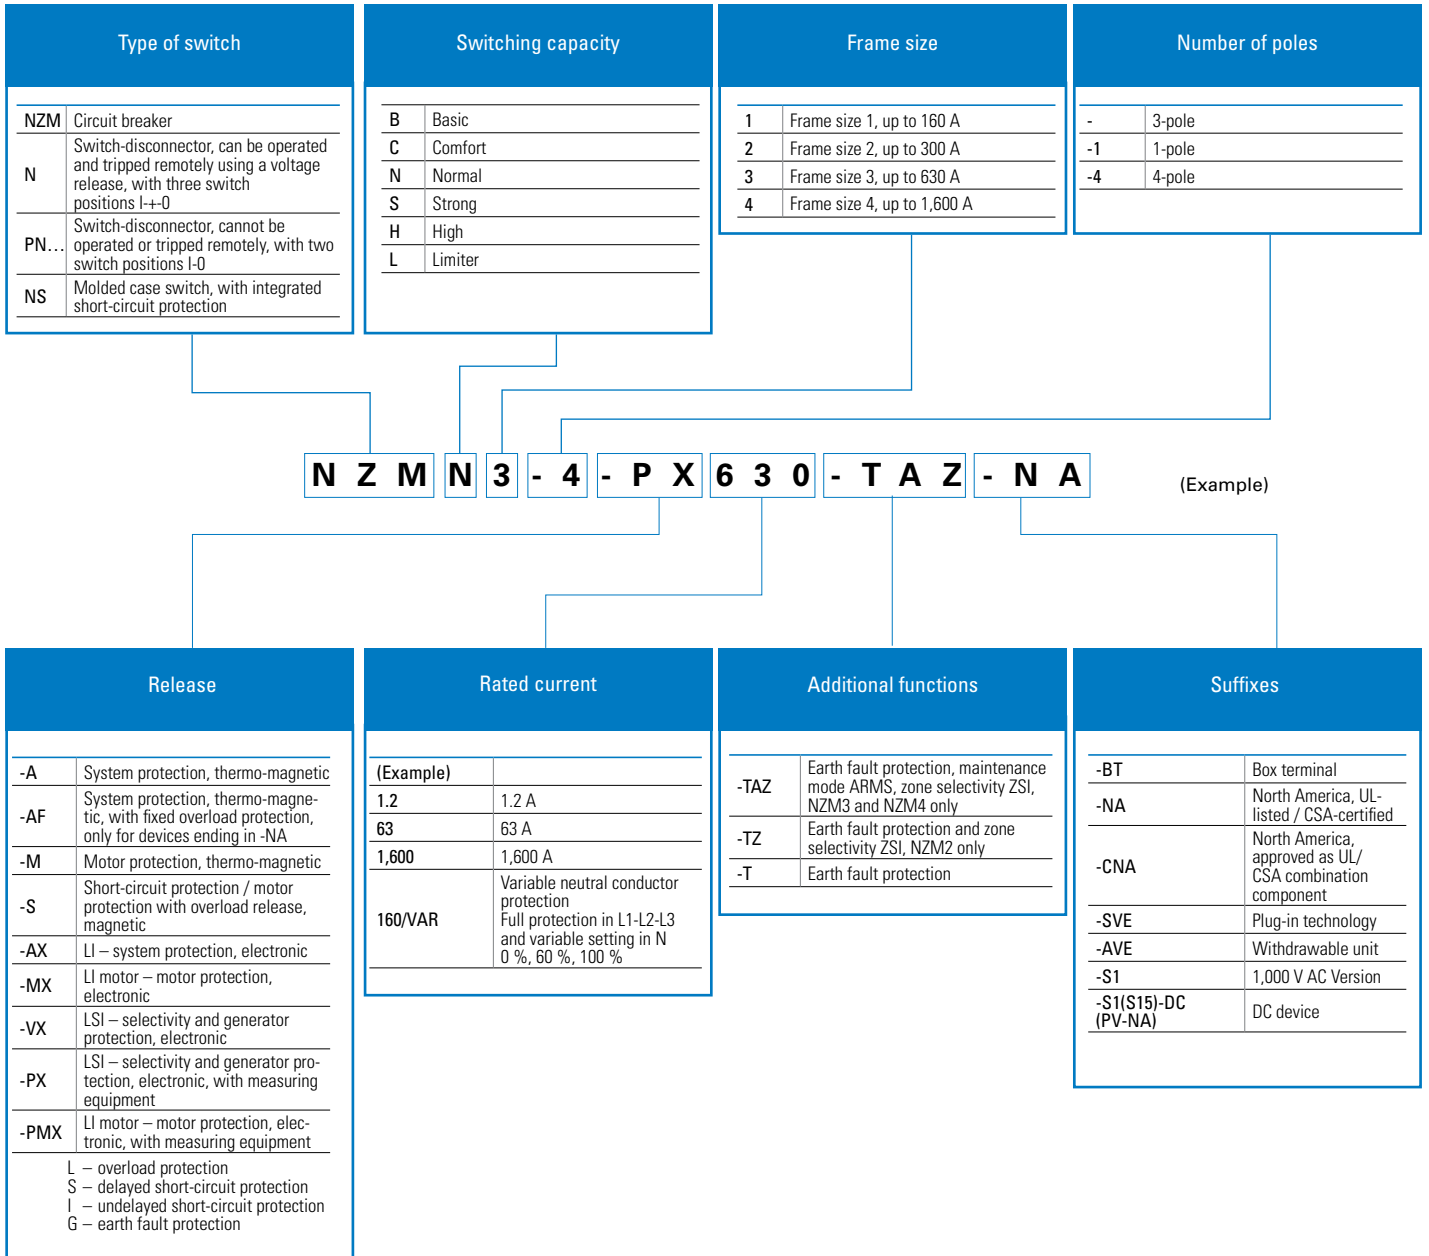 Type of switch
NZM Circuit breaker
N Switch-disconnector, can be operated
and tripped remotely using a voltage
release, with three switch
positions I-+-0
PN… Switch-disconnector, cannot be
operated or tripped remotely, with two
switch positions I-0
NS Molded case switch, with integrated
short-circuit protection
Switching capacity
B Basic
C Comfort
N Normal
S Strong
H High
L Limiter
Frame size
1 Frame size 1, up to 160 A
2 Frame size 2, up to 300 A
3 Frame size 3, up to 630 A
4 Frame size 4, up to 1,600 A
Number of poles
- 3-pole
-1 1-pole
-4 4-pole
N Z M N 3 - 4 - P X 6 3 0 - T A Z - N A (Example)
Release
-A System protection, thermo-magnetic
-AF System protection, thermo-magne-
tic, with fixed overload protection,
only for devices ending in -NA
-M Motor protection, thermo-magnetic
-S Short-circuit protection / motor
protection with overload release,
magnetic
-AX LI – system protection, electronic
-MX LI motor – motor protection,
electronic
-VX LSI – selectivity and generator
protection, electronic
-PX LSI – selectivity and generator pro-
tection, electronic, with measuring
equipment
-PMX LI motor – motor protection, elec-
tronic, with measuring equipment
L – overload protection
S – delayed short-circuit protection
I – undelayed short-circuit protection
G – earth fault protection
Rated current
(Example)
1.2 1.2 A
63 63 A
1,600 1,600 A
160/VAR Variable neutral conductor
protection
Full protection in L1-L2-L3
and variable setting in N
0 %, 60 %, 100 %
Additional functions
-TAZ Earth fault protection, maintenance
mode ARMS, zone selectivity ZSI,
NZM3 and NZM4 only
-TZ Earth fault protection and zone
selectivity ZSI, NZM2 only
-T Earth fault protection
Suffixes
-BT Box terminal
-NA North America, UL-
listed / CSA-certified
-CNA North America,
approved as UL/
CSA combination
component
-SVE Plug-in technology
-AVE Withdrawable unit
-S1 1,000 V AC Version
-S1(S15)-DC
(PV-NA) DC device